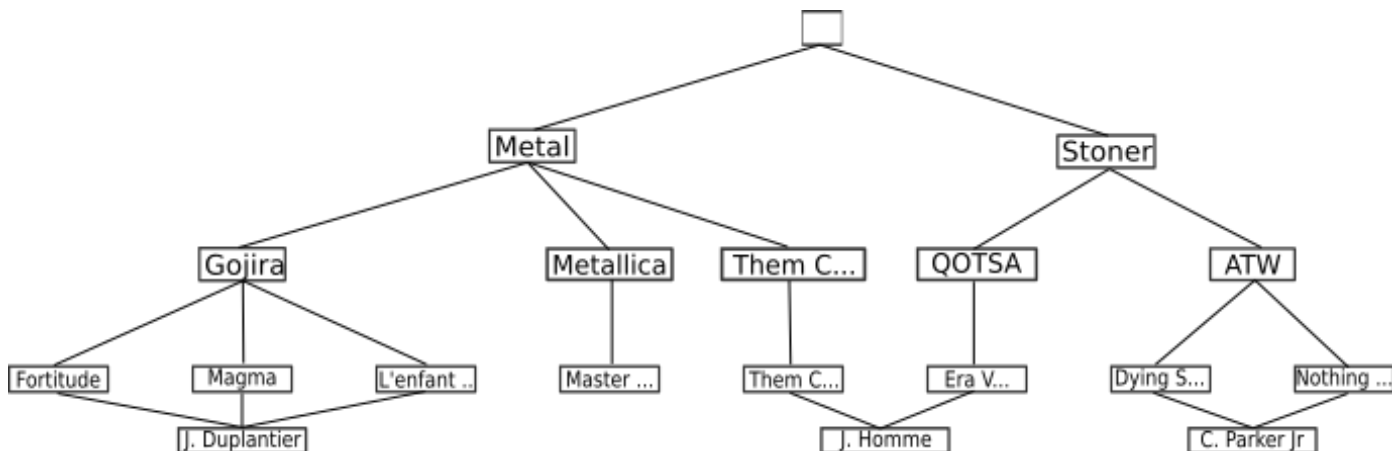 Metal
Stoner
Gojira
Metallica
Them C...
QOTSA
ATW
Fortitude
Magma
L'enfant ..
Master ...
Them C...
Era V...
Dying S...
Nothing ...
J. Duplantier
J. Homme
C. Parker Jr